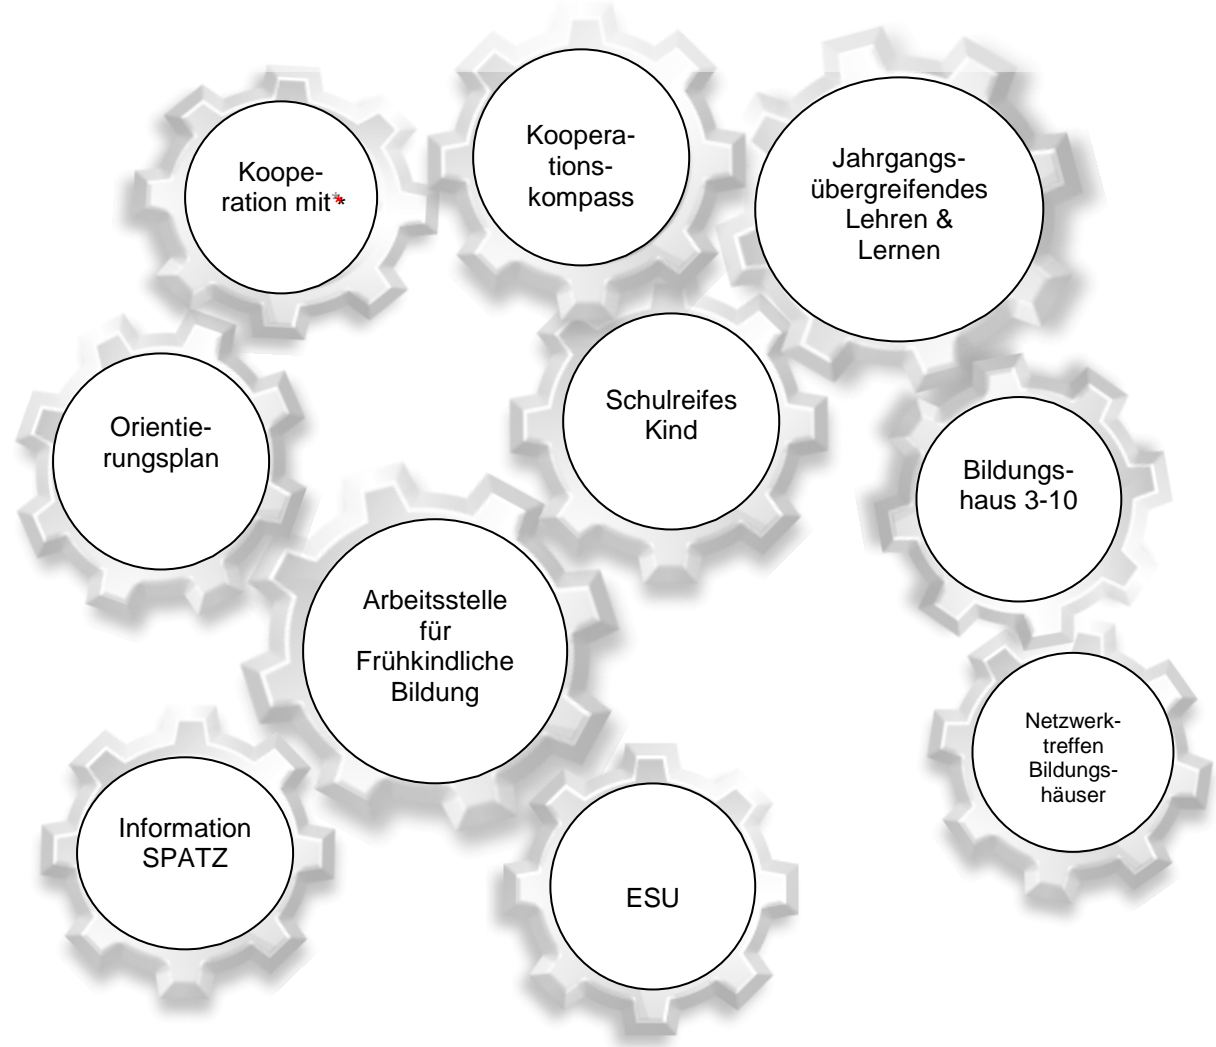 Koope-
ration mit*
Koopera-
tions-
kompass
Jahrgangs-
übergreifendes
Lehren &
Lernen
Orientie-
rungsplan
Schulreifes
Kind
Bildungs-
haus 3-10
Arbeitsstelle
für
Frühkindliche
Bildung
Netzwerk-
treffen
Bildungs-
häuser
Information
SPATZ
ESU